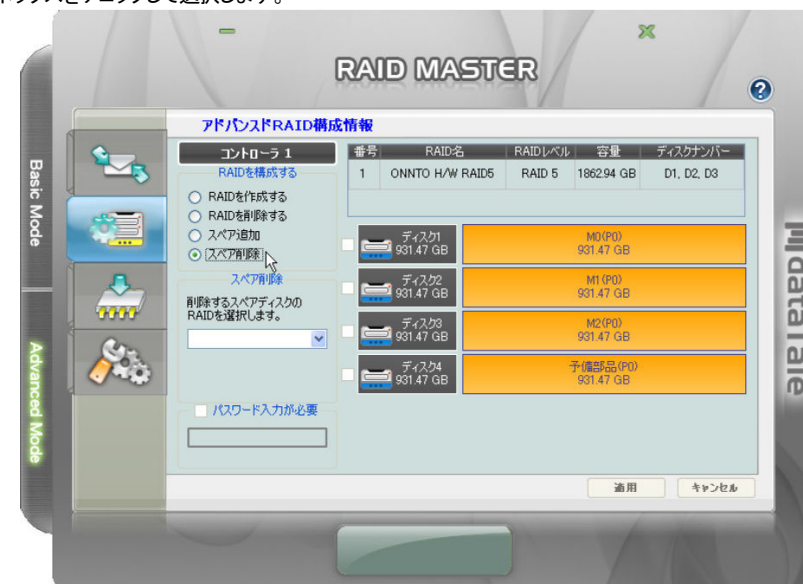 ボックスをチェックして選択します。
RAID MASTER
?
アドバンスドRAID構成情報
コントローラ 1
RAIDを構成する
RAIDを作成する
RAIDを削除する
スペア追加
スペア削除
スペア削除
削除するスペアディスクの
RAIDを選択します。
パスワード入力が必要
番号 RAID名 RAIDレベル 容量 ディスクナンバー
1 ONNTO H/W RAID5 RAID 5 1862.94 GB D1, D2, D3
ディスク1 M0(P0)
931.47 GB 931.47 GB
ディスク2 M1(P0)
931.47 GB 931.47 GB
ディスク3 M2(P0)
931.47 GB 931.47 GB
ディスク4 予備部品(P0)
931.47 GB 931.47 GB
適用 キャンセル
Basic Mode
Advanced Mode
dataTale